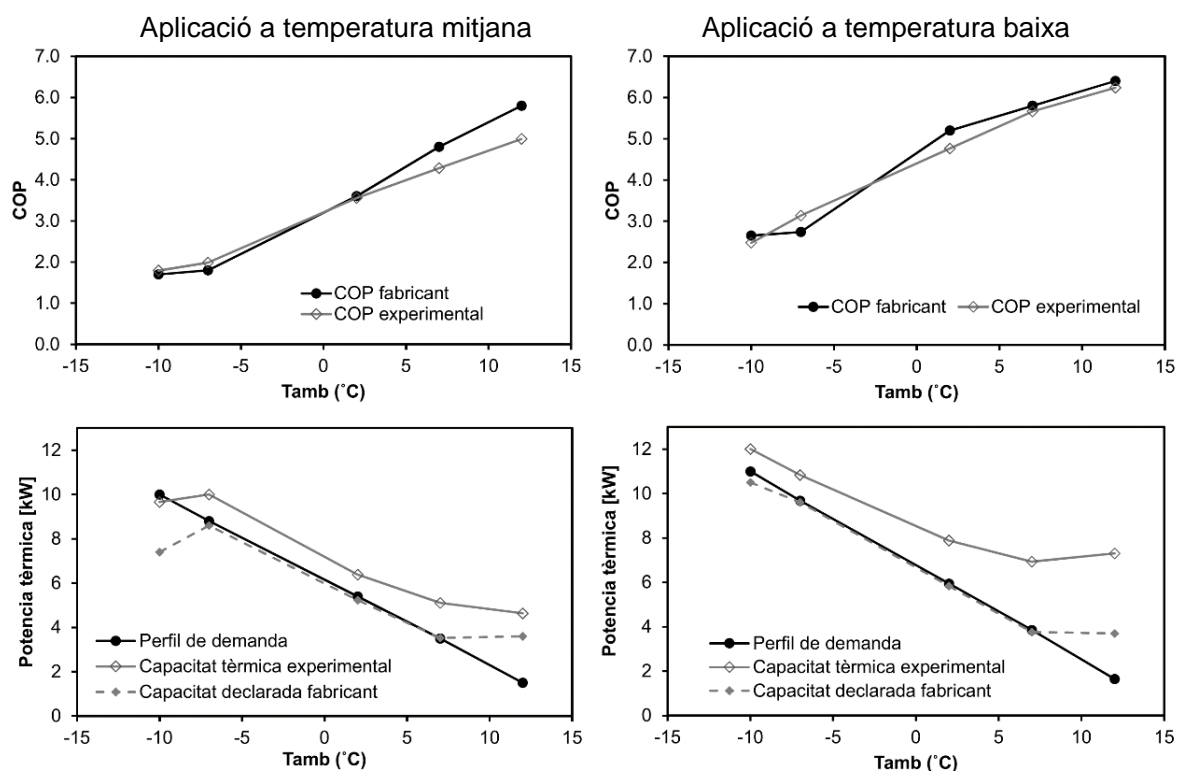 Aplicació a temperatura mitjana
7.0
6.0
5.0
4.0
3.0
2.0
1.0
0.0
COP
COP fabricant
COP experimental
-15 -10 -5 0 5 10 15
Tamb (˚C)
Aplicació a temperatura baixa
7.0
6.0
5.0
4.0
3.0
2.0
1.0
0.0
COP
COP fabricant COP experimental
-15 -10 -5 0 5 10 15
Tamb (˚C)
12
10
8
6
4
2
0
Potencia tèrmica [kW]
Perfil de demanda
Capacitat tèrmica experimental
Capacitat declarada fabricant
-15 -10 -5 0 5 10 15
Tamb (˚C)
12
10
8
6
4
2
0
Potencia tèrmica [kW]
Perfil de demanda
Capacitat tèrmica experimental
Capacitat declarada fabricant
-15 -10 -5 0 5 10 15
Tamb (˚C)